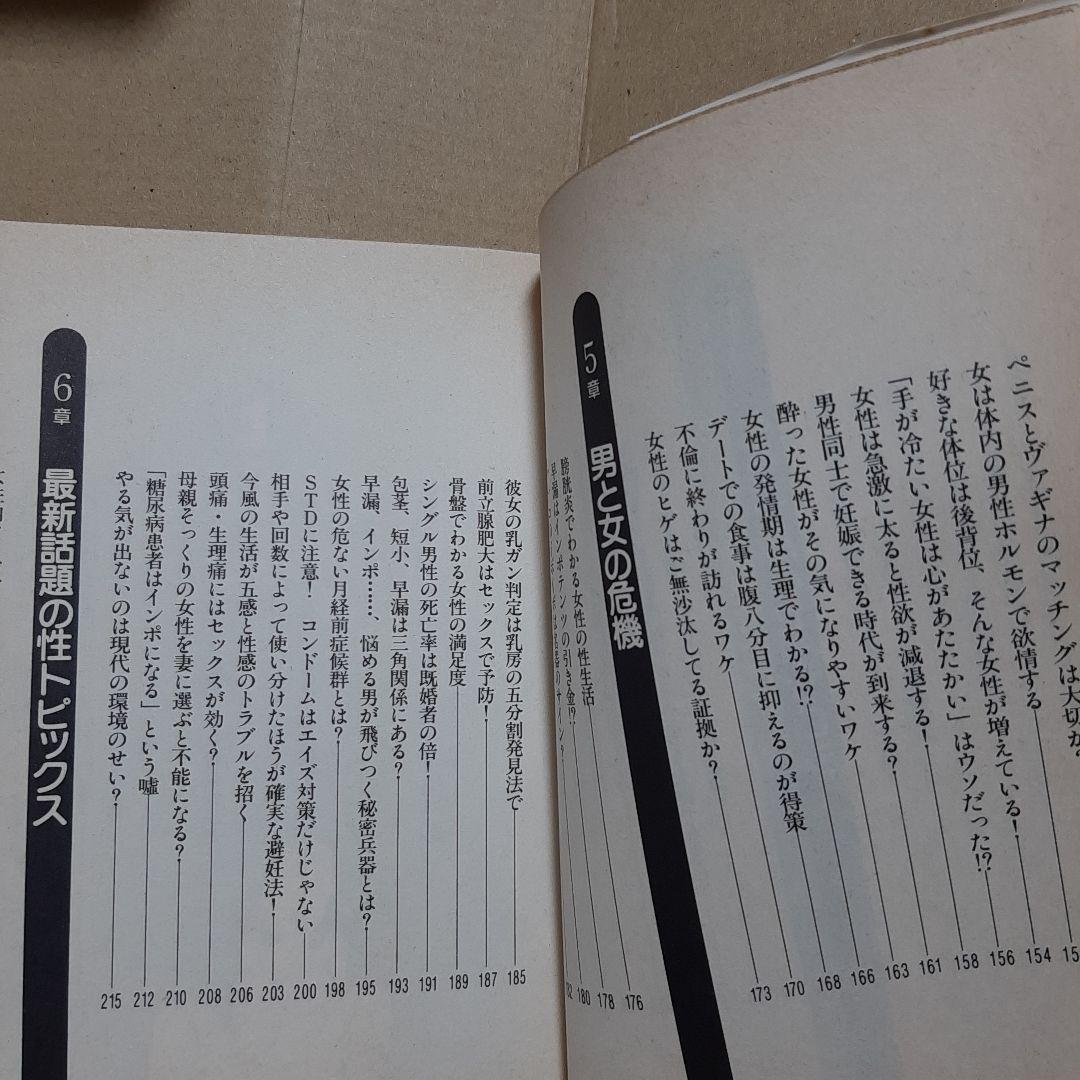 ペニスとヴァギナのマッチングは大切か
女は体内の男性ホルモンで欲情する
好きな体位は後背位、そんな女性が増えている！ 154
「手が冷たい女性は心があたたかい」はウソだった!? 156
女性は急激に太ると性欲が減退する！ 158
男性同士で妊娠できる時代が到来する？ 161
酔った女性がその気になりやすいワケ 163
女性の発情期は生理でわかる!? 166
デートでの食事は腹八分目に抑えるのが得策 168
不倫に終わりが訪れるワケ 170
女性のヒゲはご無沙汰してる証拠か？ 173
5章 男と女の危機
膀胱炎でわかる女性の性生活 176
早漏はインポテンツの引き金!? 178
180
彼女の乳ガン判定は乳房の五分割発見法で 185
前立腺肥大はセックスで予防！ 187
骨盤でわかる女性の満足度 189
シングル男性の死亡率は既婚者の倍！ 191
包茎、短小、早漏は三角関係にある？ 193
早漏、インポ……、悩める男が飛びつく秘密兵器とは？ 195
女性の危ない月経前症候群とは？ 198
STDに注意！ コンドームはエイズ対策だけじゃない 200
相手や回数によって使い分けたほうが確実な避妊法！ 203
今風の生活が五感と性感のトラブルを招く 206
頭痛・生理痛にはセックスが効く？ 208
母親そっくりの女性を妻に選ぶと不能になる？ 210
「糖尿病患者はインポになる」という嘘 212
やる気が出ないのは現代の環境のせい？ 215
6章 最新話題の性トピックス